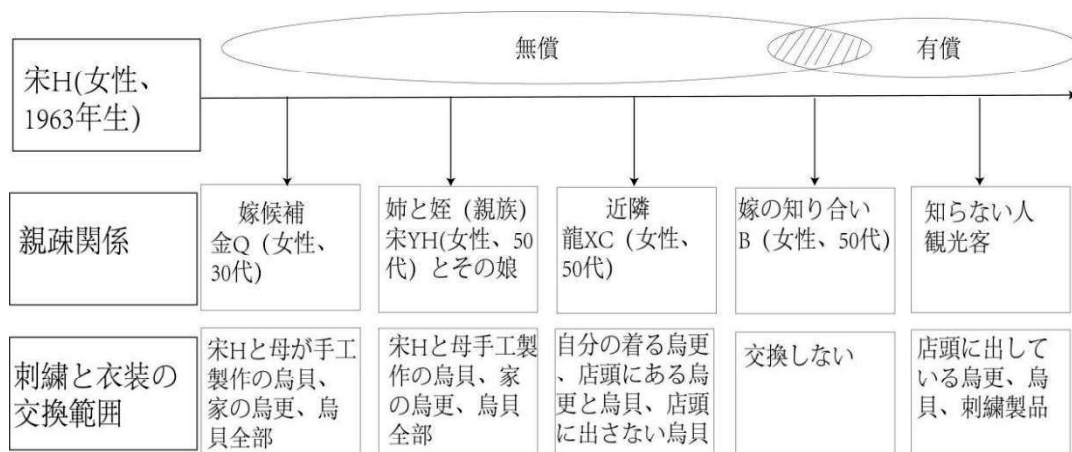 無償
有償
宋H(女性、
1963年生)
親疎関係
嫁候補
金Q（女性、
30代）
姉と姪（親族）
宋YH(女性、50
代）とその娘
近隣
龍XC（女性、
50代）
嫁の知り合い
B（女性、50代）
知らない人
観光客
刺繍と衣装の
交換範囲
宋Hと母が手工
製作の烏貝、
家の烏更、烏
貝全部
宋Hと母手工製
作の烏貝、家
の烏更、烏貝
全部
自分の着る烏更
、店頭にある烏
更と烏貝、店頭
に出さない烏貝
交換しない
店頭に出して
いる烏更、烏
貝、刺繍製品